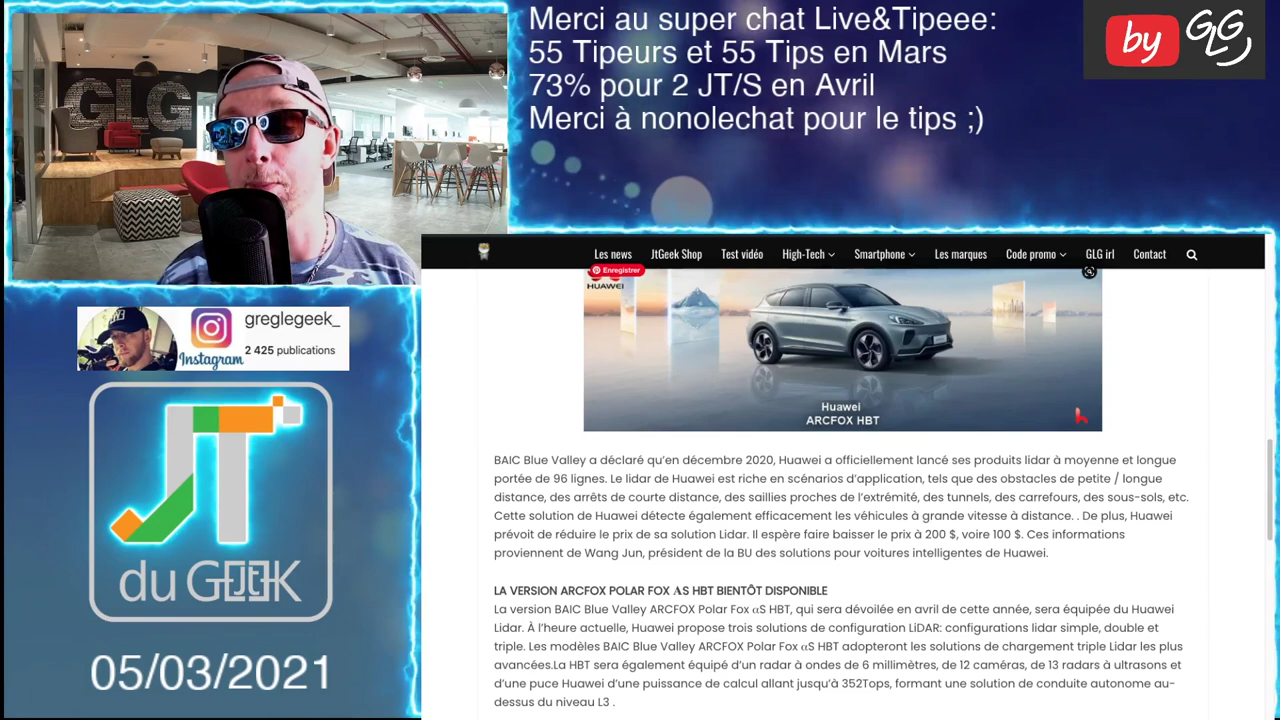 Merci au super chat Live&Tipeee:
55 Tipeurs et 55 Tips en Mars
73% pour 2 JT/S en Avril
Merci à nonolechat pour le tips ;)
by GLG
GLG
greglegeek_
Instagram
2 425 publications
JT
du GEEK
05/03/2021
Les news JtGeek Shop Test vidéo High-Tech Smartphone Les marques Code promo GLG irl Contact
Enregistrer
HUAWEI
Huawei
ARCFOX HBT
BAIC Blue Valley a déclaré qu’en décembre 2020, Huawei a officiellement lancé ses produits lidar à moyenne et longue
portée de 96 lignes. Le lidar de Huawei est riche en scénarios d’application, tels que des obstacles de petite / longue
distance, des arrêts de courte distance, des saillies proches de l’extrémité, des tunnels, des carrefours, des sous-sols, etc.
Cette solution de Huawei détecte également efficacement les véhicules à grande vitesse à distance. . De plus, Huawei
prévoit de réduire le prix de sa solution Lidar. Il espère faire baisser le prix à 200 $, voire 100 $. Ces informations
proviennent de Wang Jun, président de la BU des solutions pour voitures intelligentes de Huawei.
LA VERSION ARCFOX POLAR FOX ΑS HBT BIENTÔT DISPONIBLE
La version BAIC Blue Valley ARCFOX Polar Fox αS HBT, qui sera dévoilée en avril de cette année, sera équipée du Huawei
Lidar. À l’heure actuelle, Huawei propose trois solutions de configuration LiDAR: configurations lidar simple, double et
triple. Les modèles BAIC Blue Valley ARCFOX Polar Fox αS HBT adopteront les solutions de chargement triple Lidar les plus
avancées.La HBT sera également équipé d’un radar à ondes de 6 millimètres, de 12 caméras, de 13 radars à ultrasons et
d’une puce Huawei d’une puissance de calcul allant jusqu’à 352Tops, formant une solution de conduite autonome au-
dessus du niveau L3 .